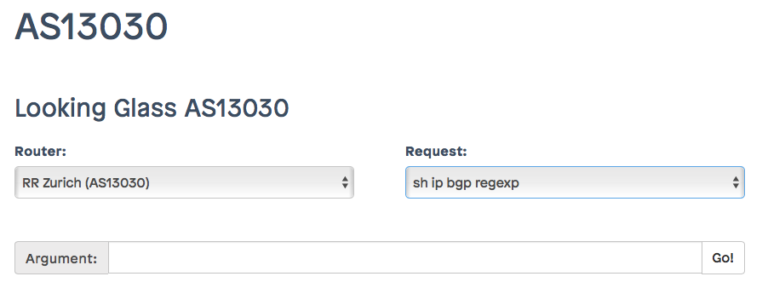 AS13030
Looking Glass AS13030
Router: Request:
RR Zurich (AS13030) sh ip bgp regexp
Argument: Go!